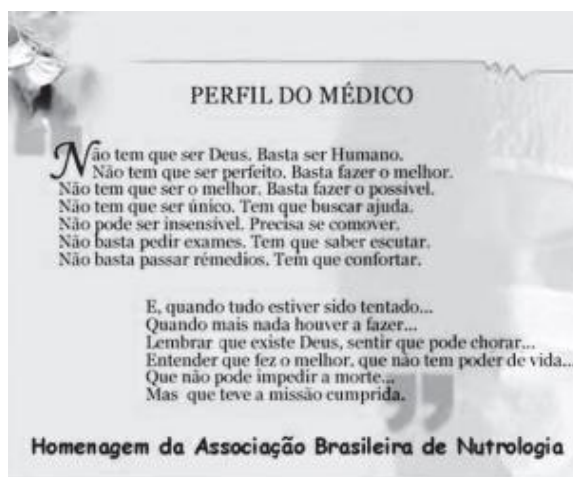 PERFIL DO MÉDICO
Não tem que ser Deus. Basta ser Humano.
Não tem que ser perfeito. Basta fazer o melhor.
Não tem que ser o melhor. Basta fazer o possível.
Não tem que ser único. Tem que buscar ajuda.
Não pode ser insensível. Precisa se comover.
Não basta pedir exames. Tem que saber escutar.
Não basta passar rémedios. Tem que confortar.
E, quando tudo estiver sido tentado...
Quando mais nada houver a fazer...
Lembrar que existe Deus, sentir que pode chorar...
Entender que fez o melhor, que não tem poder de vida...
Que não pode impedir a morte...
Mas que teve a missão cumprida.
Homenagem da Associação Brasileira de Nutrologia